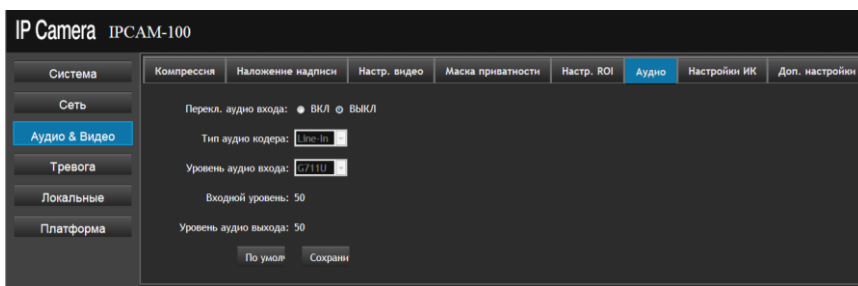 IP Camera IPCAM-100
Система
Сеть
Аудио & Видео
Тревога
Локальные
Платформа
Компрессия Наложение надписи Настр. видео Маска приватности Настр. ROI Аудио Настройки ИК Доп. настройки
Перекл. аудио входа: ВКЛ ВЫКЛ
Тип аудио кодера: Line-In
Уровень аудио входа: G711U
Входной уровень: 50
Уровень аудио выхода: 50
По умол Сохрани